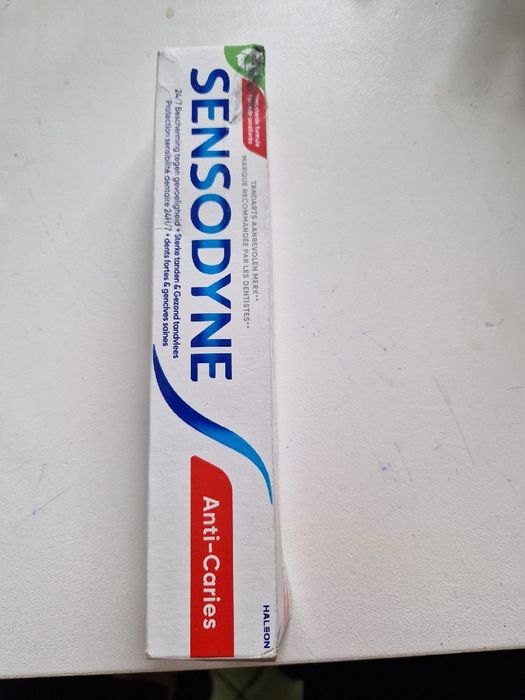 formule
TANDARTS AANBEVOLEN MERK**
MARQUE RECOMMANDÉE PAR LES DENTISTES**
SENSODYNE
24/7 Bescherming tegen gevoeligheid + Sterke tanden & Gezond tandvlees
Protection sensibilité dentaire 24H/7 + dents fortes & gencives saines
Anti-Caries
HALEON